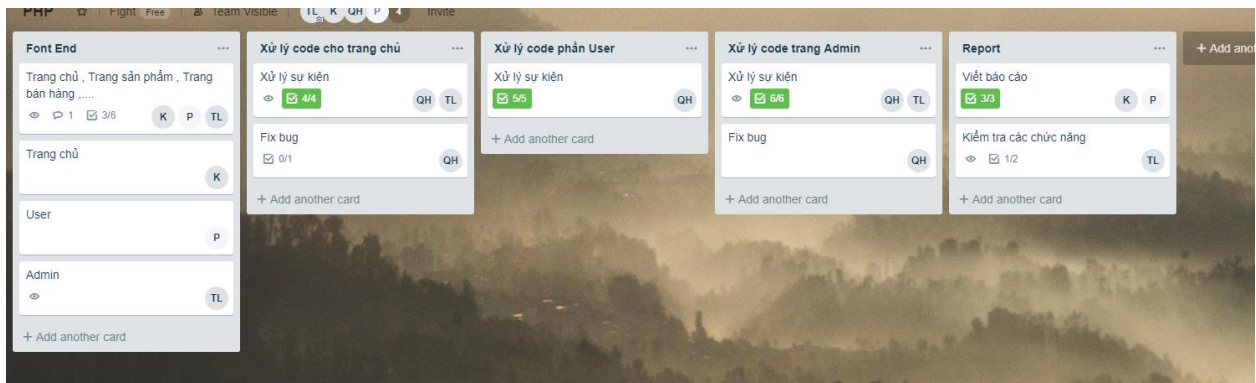 PHP Fight Free Team Visible TL K QH P 4 Invite
Font End ...
Trang chủ , Trang sản phẩm , Trang
bán hàng ,....
1 3/6 K P TL
Trang chủ
K
User
P
Admin
TL
+ Add another card
Xử lý code cho trang chủ ...
Xử lý sự kiện
4/4 QH TL
Fix bug
0/1 QH
+ Add another card
Xử lý code phần User ...
Xử lý sự kiện
5/5 QH
+ Add another card
Xử lý code trang Admin ...
Xử lý sự kiện
6/6 QH TL
Fix bug
QH
+ Add another card
Report ...
Viết báo cáo
3/3 K P
Kiểm tra các chức năng
1/2 TL
+ Add another card
+ Add anot